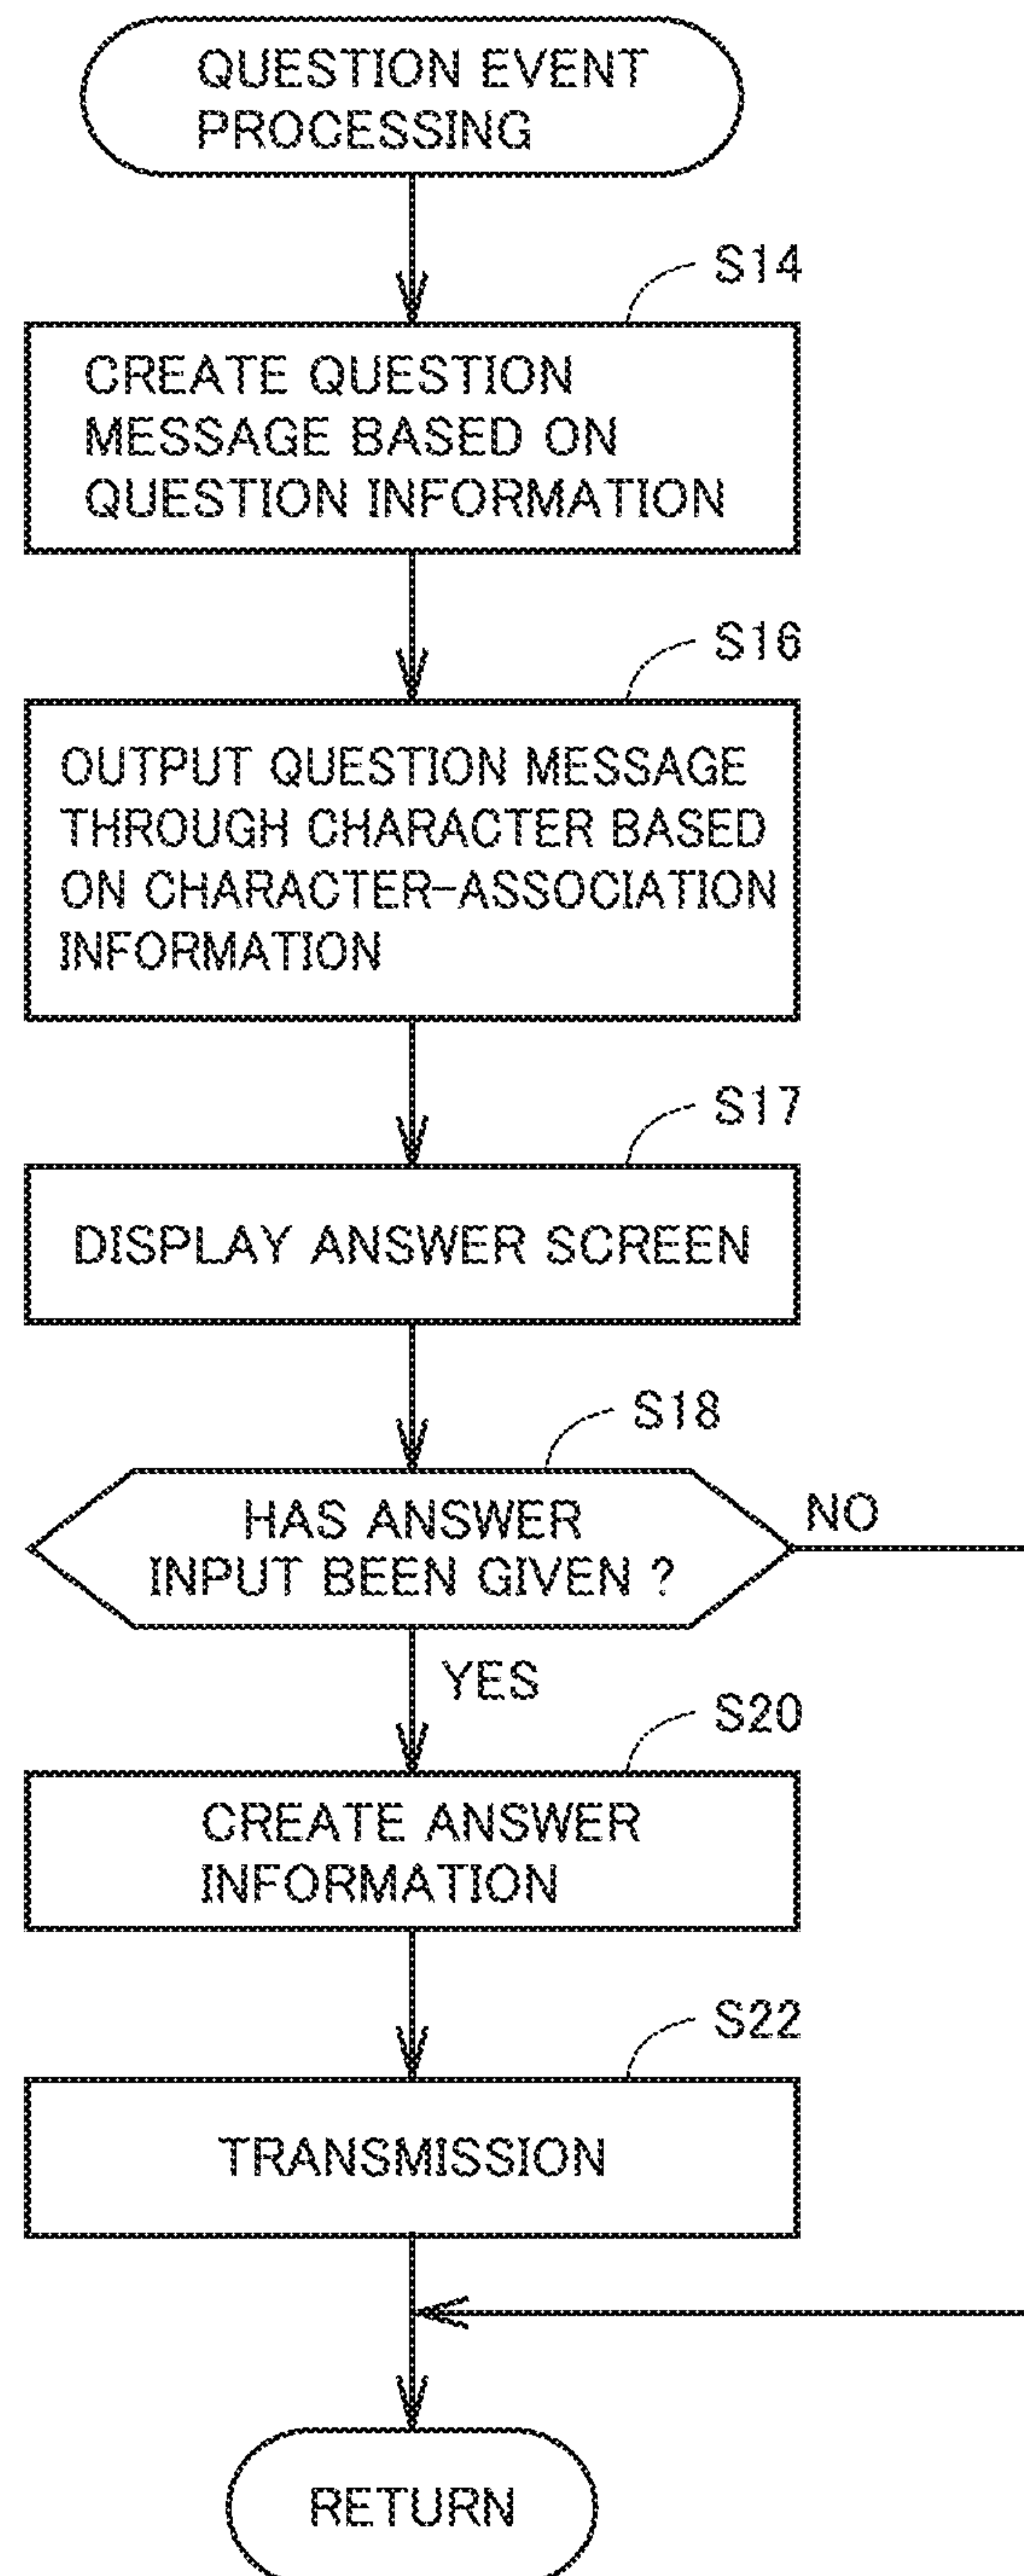 QUESTION EVENT
PROCESSING
S14
CREATE QUESTION
MESSAGE BASED ON
QUESTION INFORMATION
S16
OUTPUT QUESTION MESSAGE
THROUGH CHARACTER BASED
ON CHARACTER-ASSOCIATION
INFORMATION
S17
DISPLAY ANSWER SCREEN
S18
HAS ANSWER
INPUT BEEN GIVEN ?
NO
YES
S20
CREATE ANSWER
INFORMATION
S22
TRANSMISSION
RETURN